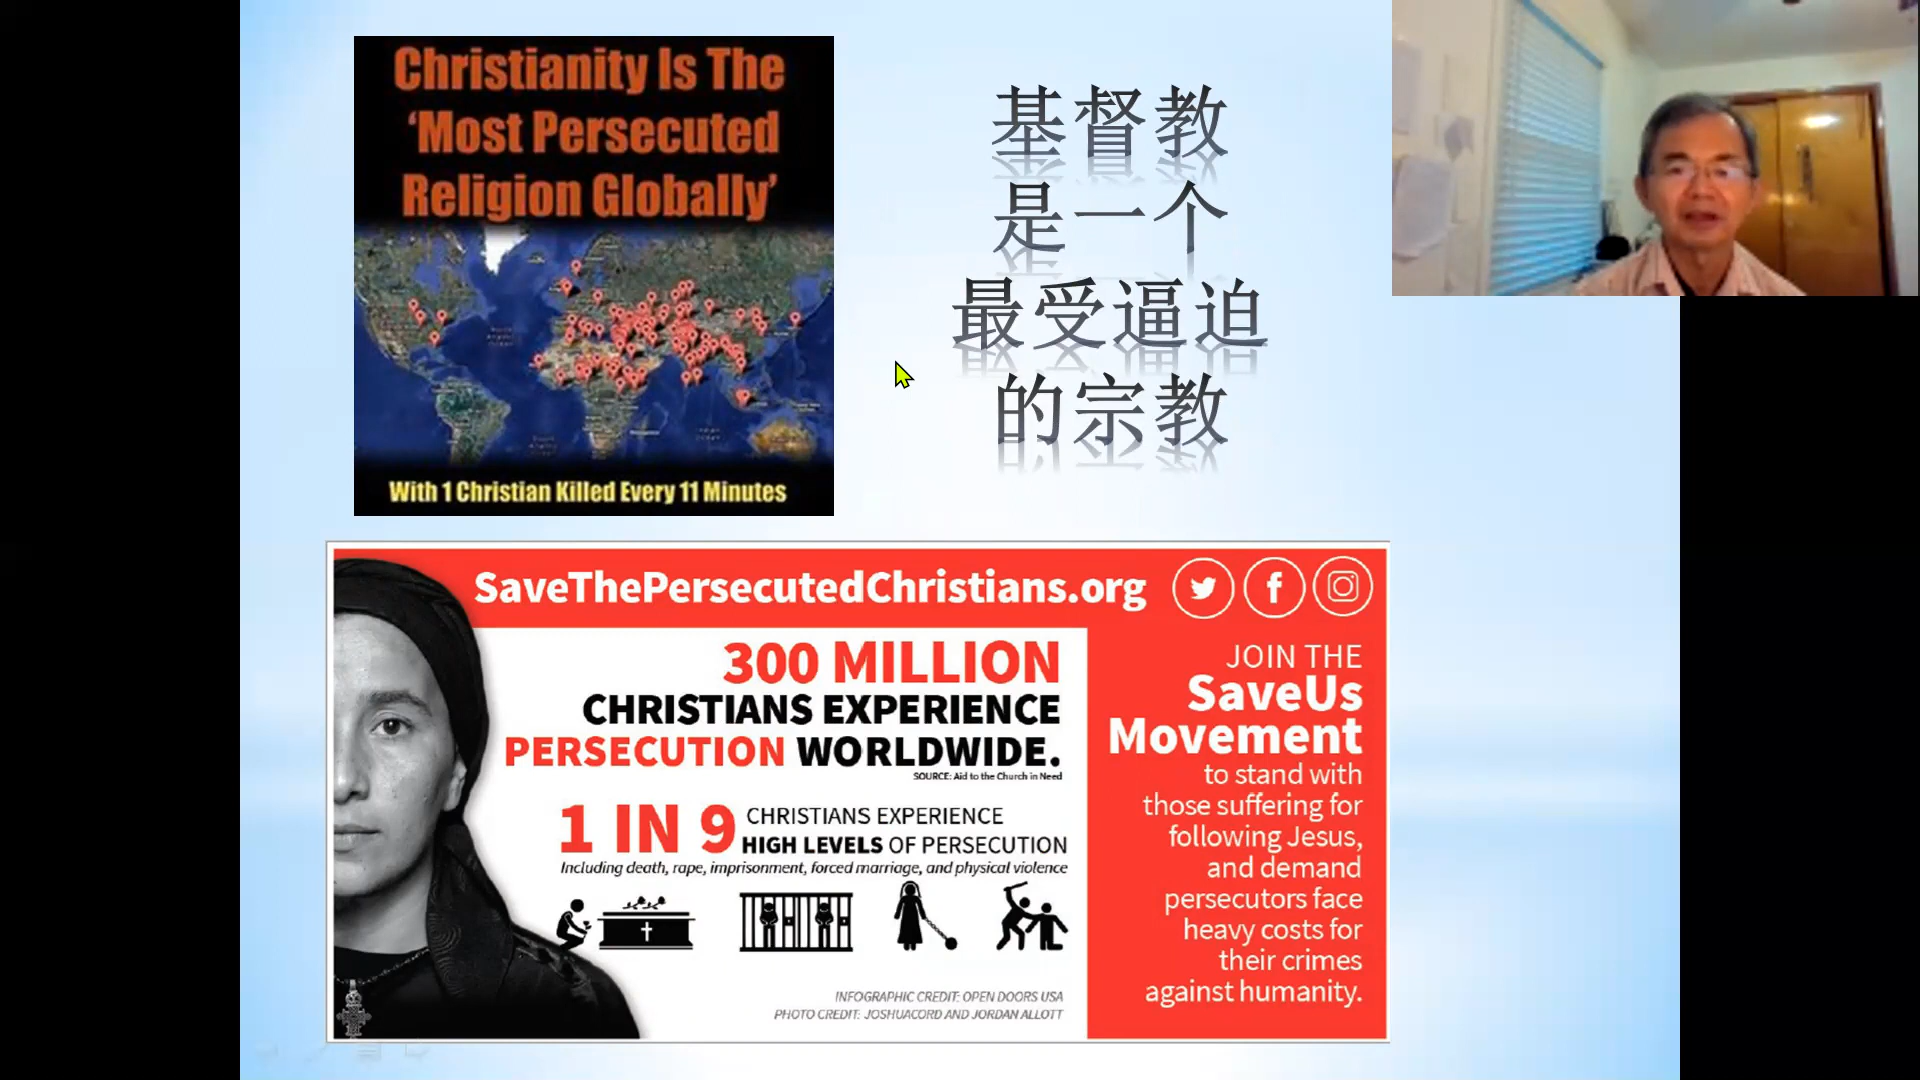 Christianity Is The
‘Most Persecuted
Religion Globally’
With 1 Christian Killed Every 11 Minutes
基督教
是一个
最受逼迫
的宗教
SaveThePersecutedChristians.org
300 MILLION
CHRISTIANS EXPERIENCE
PERSECUTION WORLDWIDE.
SOURCE: Aid to the Church in Need
1 IN 9 CHRISTIANS EXPERIENCE
HIGH LEVELS OF PERSECUTION
Including death, rape, imprisonment, forced marriage, and physical violence
INFOGRAPHIC CREDIT: OPEN DOORS USA
PHOTO CREDIT: JOSHUACORD AND JORDAN ALLOTT
JOIN THE
SaveUs
Movement
to stand with
those suffering for
following Jesus,
and demand
persecutors face
heavy costs for
their crimes
against humanity.